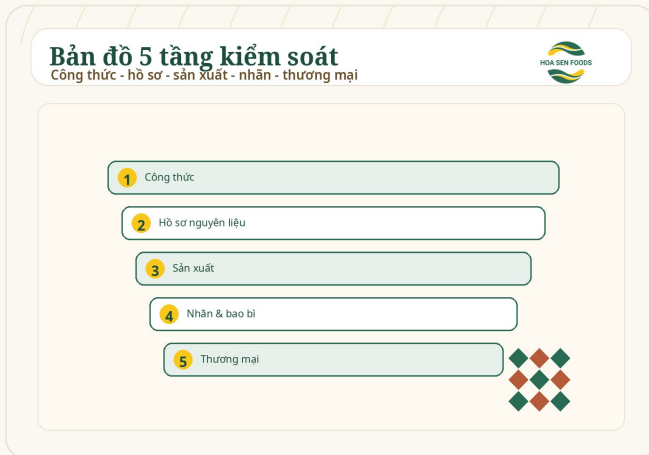 Bản đồ 5 tầng kiểm soát
Công thức - hồ sơ - sản xuất - nhãn - thương mại
HOA SEN FOODS
1 Công thức
2 Hồ sơ nguyên liệu
3 Sản xuất
4 Nhãn & bao bì
5 Thương mại